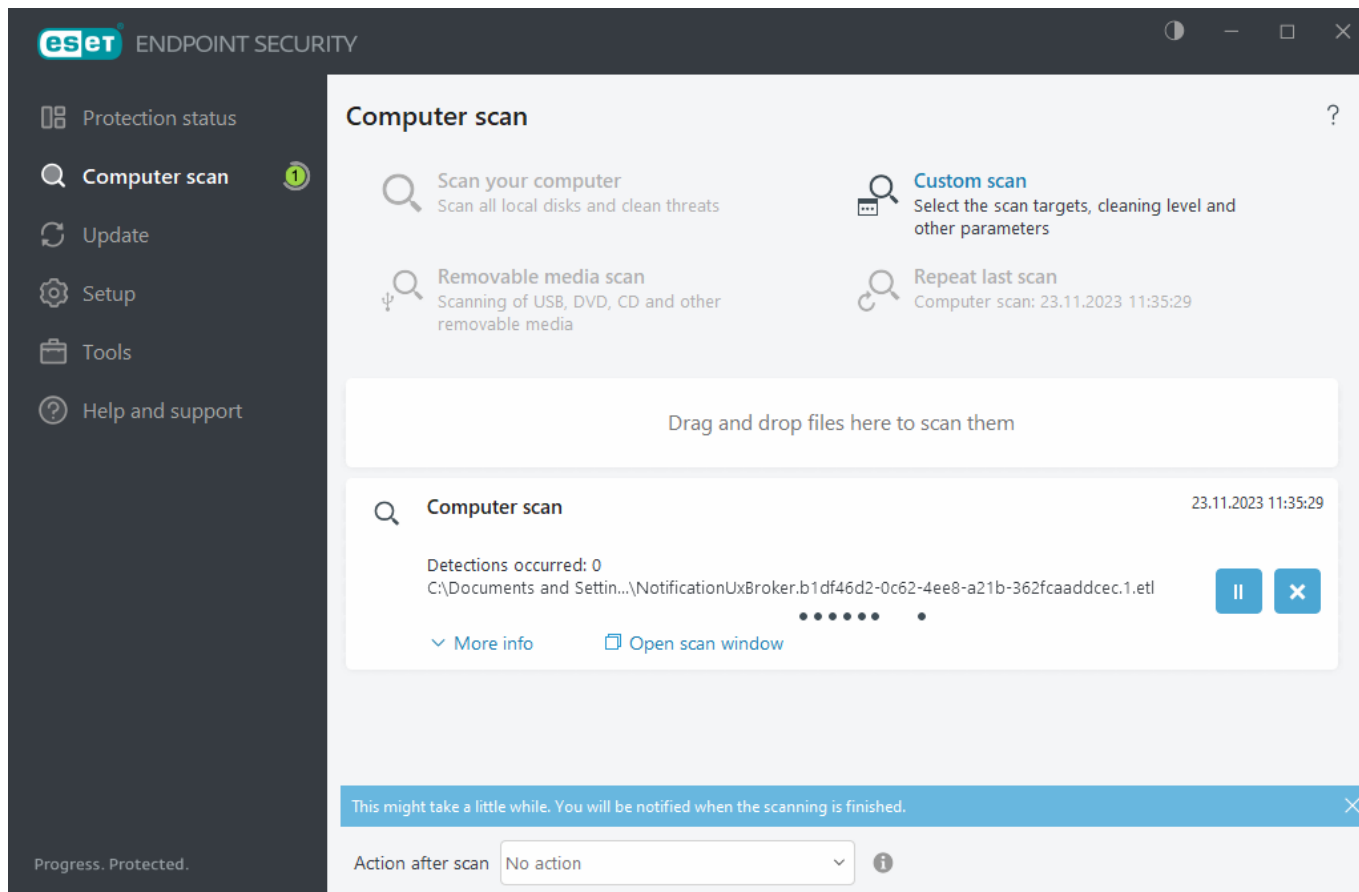 eset ENDPOINT SECURITY
Protection status
Computer scan 1
Update
Setup
Tools
Help and support
Progress. Protected.
Computer scan
?
Scan your computer
Scan all local disks and clean threats
Custom scan
Select the scan targets, cleaning level and
other parameters
Removable media scan
Scanning of USB, DVD, CD and other
removable media
Repeat last scan
Computer scan: 23.11.2023 11:35:29
Drag and drop files here to scan them
Computer scan
23.11.2023 11:35:29
Detections occurred: 0
C:\Documents and Settin...\NotificationUxBroker.b1df46d2-0c62-4ee8-a21b-362fcaaddcec.1.etl
More info
Open scan window
This might take a little while. You will be notified when the scanning is finished.
Action after scan No action